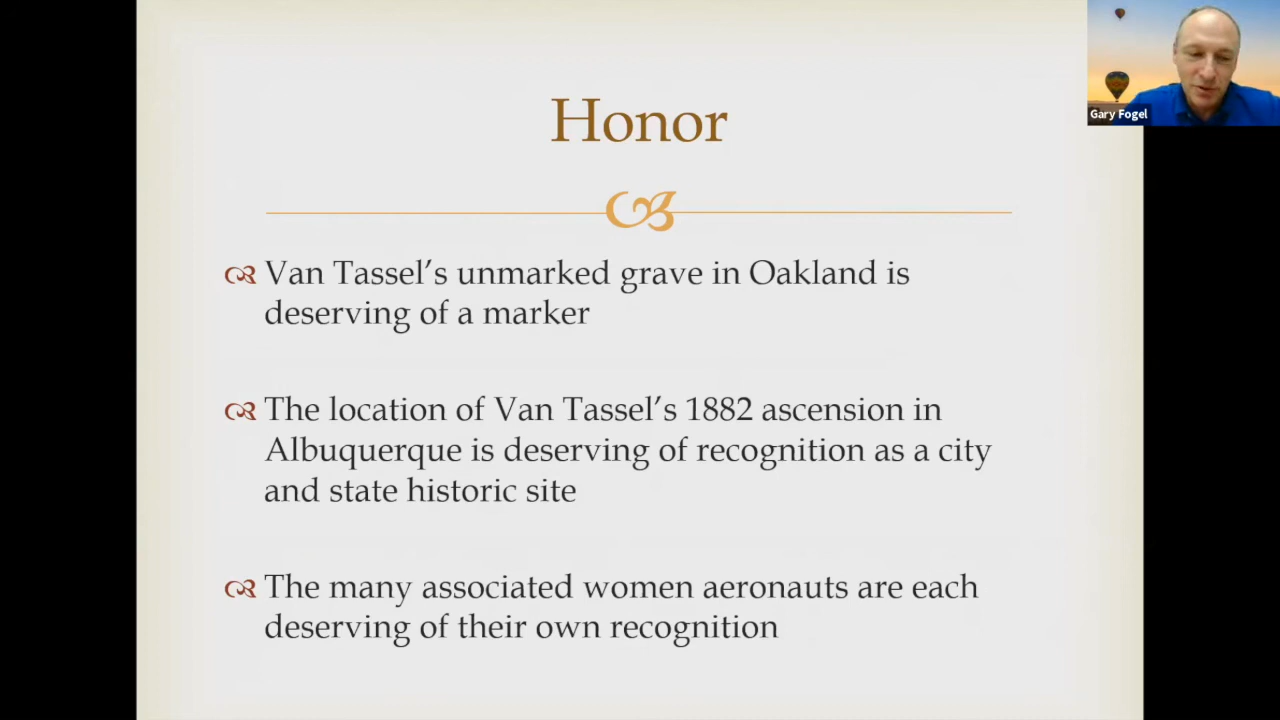 Honor
Van Tassel’s unmarked grave in Oakland is
deserving of a marker
The location of Van Tassel’s 1882 ascension in
Albuquerque is deserving of recognition as a city
and state historic site
The many associated women aeronauts are each
deserving of their own recognition
Gary Fogel